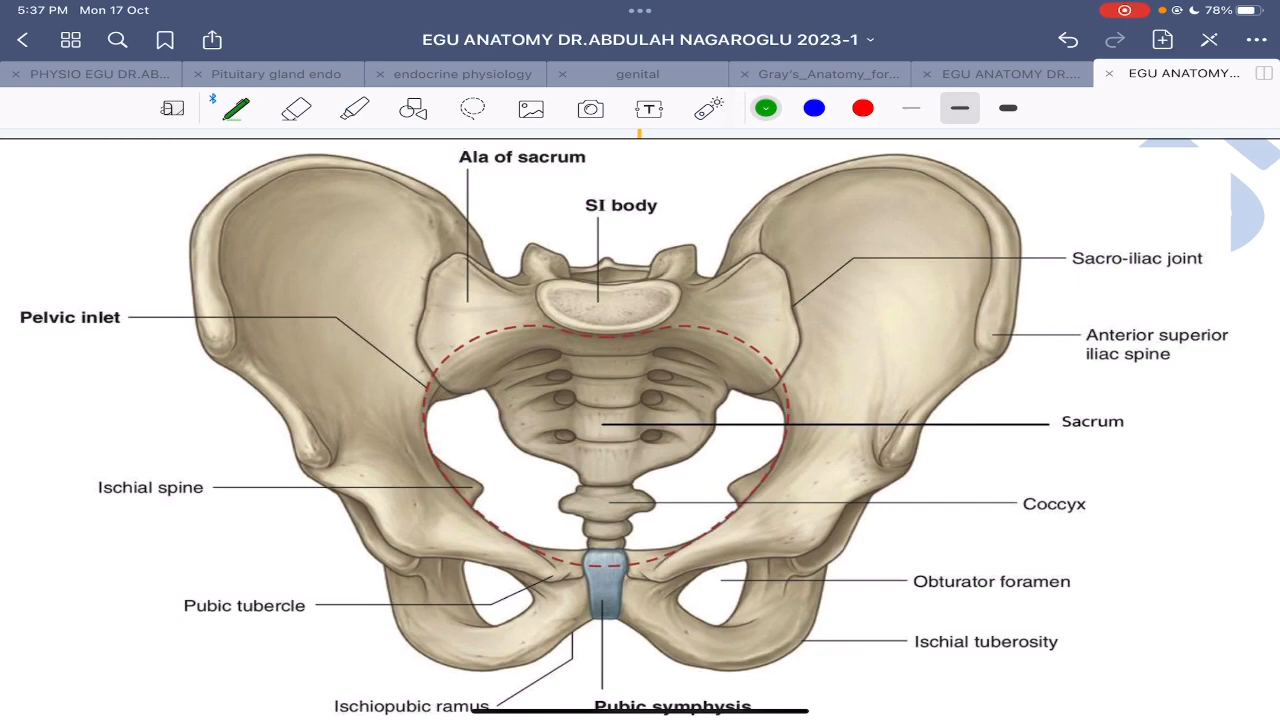 5:37 PM Mon 17 Oct
78%
EGU ANATOMY DR.ABDULAH NAGAROGLU 2023-1
PHYSIO EGU DR.AB...
Pituitary gland endo
endocrine physiology
genital
Gray's_Anatomy_for...
EGU ANATOMY DR....
EGU ANATOMY...
T
Ala of sacrum
SI body
Sacro-iliac joint
Pelvic inlet
Anterior superior
iliac spine
Sacrum
Ischial spine
Coccyx
Obturator foramen
Pubic tubercle
Ischial tuberosity
Ischiopubic ramus
Pubic symphysis